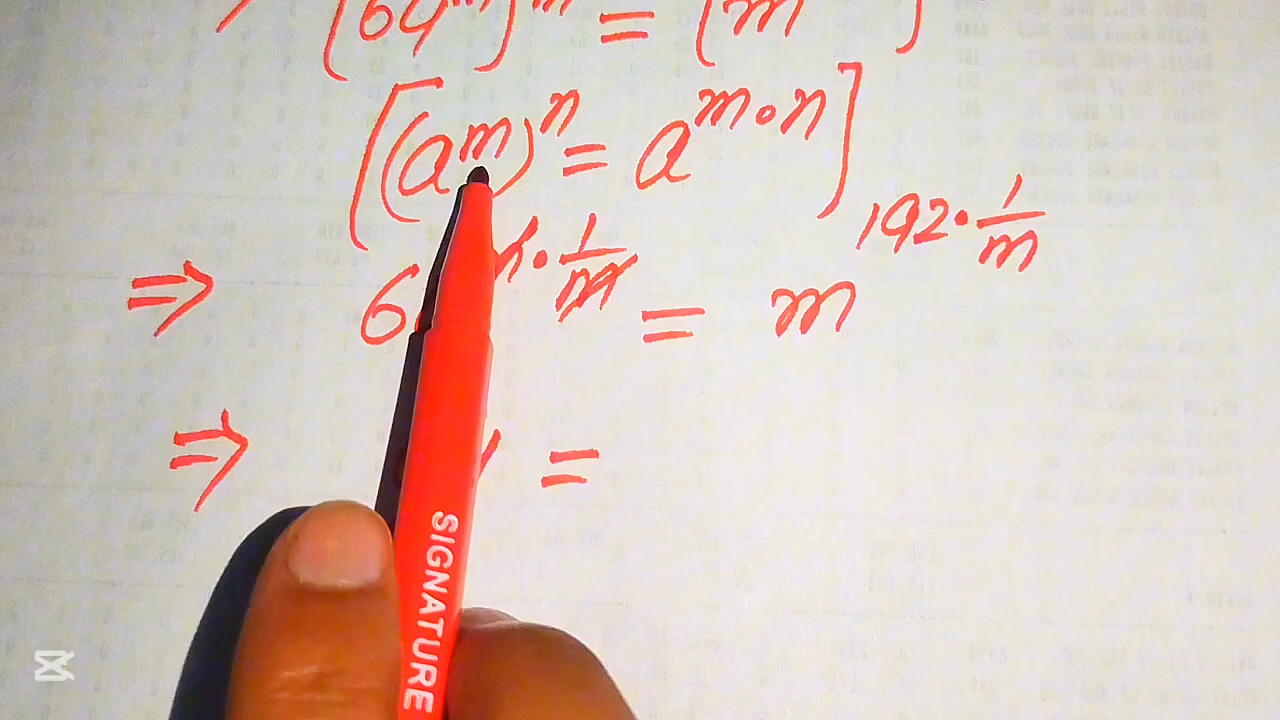 ⇒ [64^m]^m = [m
[(a^m)^n = a^{m·n}]
⇒ 6 · 1/m = m^{192 · 1/m}
⇒ =
SIGNATURE